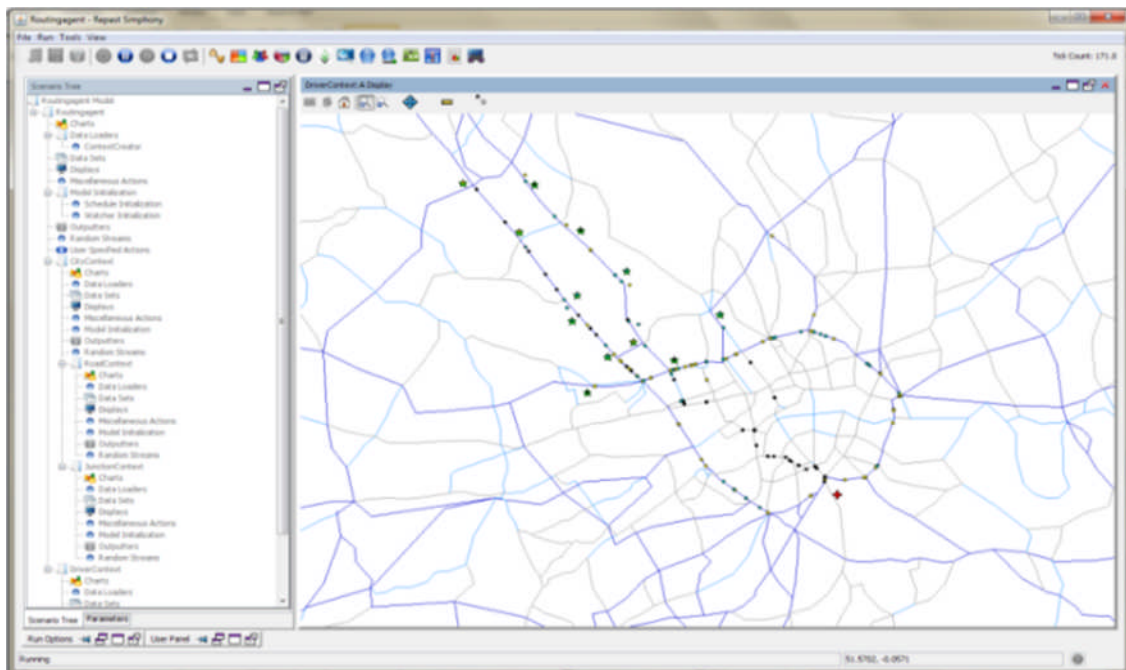 Routingagent - Repast Simphony
File Run Tools View
Tick Count: 171.0
Scenario Tree
Routingagent Model
Routingagent
Charts
Data Loaders
ContextCreator
Data Sets
Displays
Miscellaneous Actions
Model Initialization
Schedule Initialization
Watcher Initialization
Outputters
Random Streams
User Specified Actions
CityContext
Charts
Data Loaders
Data Sets
Displays
Miscellaneous Actions
Model Initialization
Outputters
Random Streams
RoadContext
Charts
Data Loaders
Data Sets
Displays
Miscellaneous Actions
Model Initialization
Outputters
Random Streams
JunctionContext
Charts
Data Loaders
Data Sets
Displays
Miscellaneous Actions
Model Initialization
Outputters
Random Streams
DriverContext
Charts
Data Loaders
Data Sets
Scenario Tree Parameters
Run Options User Panel
Running
DriverContext A Display
51.5702, -0.0571